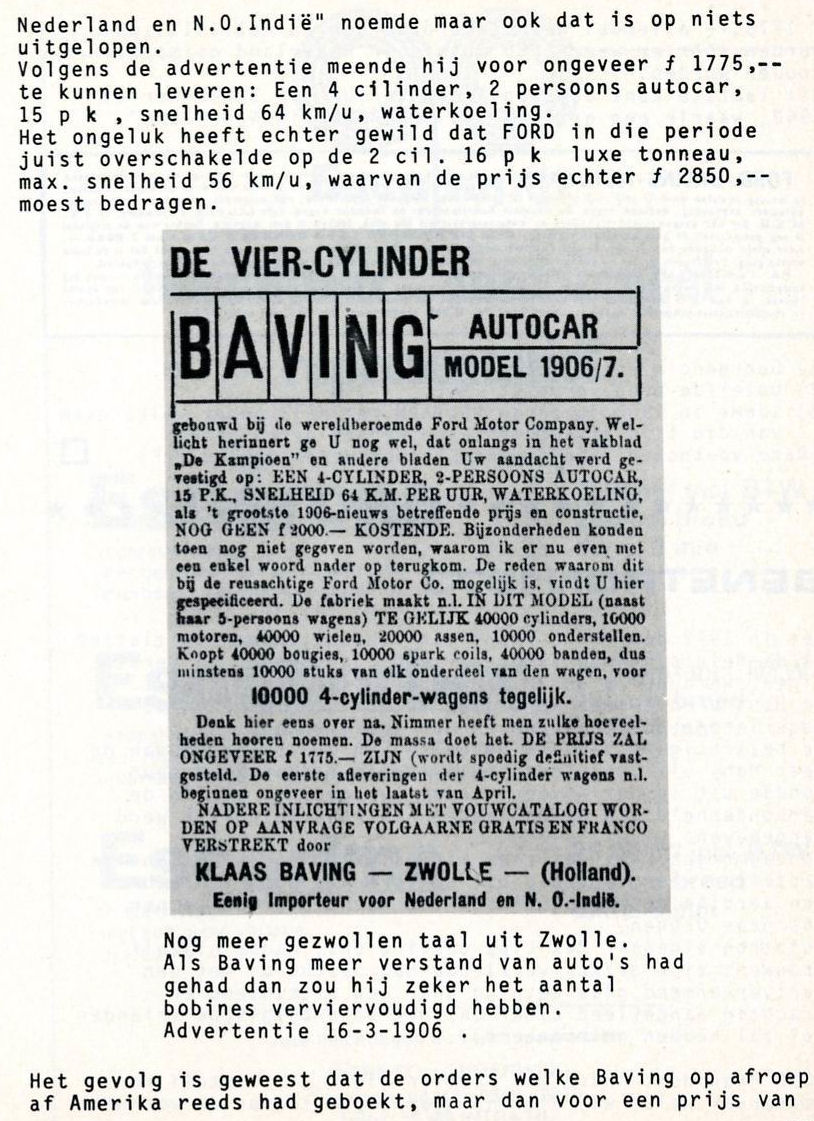 Nederland en N.O.Indië" noemde maar ook dat is op niets
uitgelopen.
Volgens de advertentie meende hij voor ongeveer ƒ 1775,--
te kunnen leveren: Een 4 cilinder, 2 persoons autocar,
15 p k , snelheid 64 km/u, waterkoeling.
Het ongeluk heeft echter gewild dat FORD in die periode
juist overschakelde op de 2 cil. 16 p k luxe tonneau,
max. snelheid 56 km/u, waarvan de prijs echter ƒ 2850,--
moest bedragen.
DE VIER-CYLINDER
BAVING
AUTOCAR
MODEL 1906/7.
gebouwd bij de wereldberoemde Ford Motor Company. Wel-
licht herinnert ge U nog wel, dat onlangs in het vakblad
„De Kampioen" en andere bladen Uw aandacht werd ge-
vestigd op: EEN 4-CYLINDER, 2-PERSOONS AUTOCAR,
15 P.K., SNELHEID 64 K.M. PER UUR, WATERKOELING,
als 't grootste 1906-nieuws betreffende prijs en constructie,
NOG GEEN f 2000.— KOSTENDE. Bijzonderheden konden
toen nog niet gegeven worden, waarom ik er nu even met
een enkel woord nader op terugkom. De reden waarom dit
bij de reusachtige Ford Motor Co. mogelijk is, vindt U hier
gespecificeerd. De fabriek maakt n.l. IN DIT MODEL (naast
haar 5-persoons wagens) TE GELIJK 40000 cylinders, 10000
motoren, 40000 wielen, 20000 assen, 10000 onderstellen.
Koopt 40000 bougies, 10000 spark coils, 40000 banden, dus
minstens 10000 stuks van elk onderdeel van den wagen, voor
10000 4-cylinder-wagens tegelijk.
Denk hier eens over na. Nimmer heeft men zulke hoeveel-
heden hooren noemen. De massa doet het. DE PRIJS ZAL
ONGEVEER f 1775.— ZIJN (wordt spoedig definitief vast-
gesteld. De eerste afleveringen der 4-cylinder wagens n.l.
beginnen ongeveer in het laatst van April.
NADERE INLICHTINGEN MET VOUWCATALOGI WOR-
DEN OP AANVRAGE VOLGAARNE GRATIS EN FRANCO
VERSTREKT door
KLAAS BAVING — ZWOLLE — (Holland).
Eenig Importeur voor Nederland en N. O.-Indië.
Nog meer gezwollen taal uit Zwolle.
Als Baving meer verstand van auto's had
gehad dan zou hij zeker het aantal
bobines verviervoudigd hebben.
Advertentie 16-3-1906 .
Het gevolg is geweest dat de orders welke Baving op afroep
af Amerika reeds had geboekt, maar dan voor een prijs van